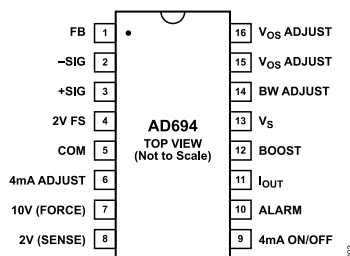 FB 1
–SIG 2
+SIG 3
2V FS 4
COM 5
4mA ADJUST 6
10V (FORCE) 7
2V (SENSE) 8
AD694
TOP VIEW
(Not to Scale)
16 VOS ADJUST
15 VOS ADJUST
14 BW ADJUST
13 VS
12 BOOST
11 IOUT
10 ALARM
9 4mA ON/OFF